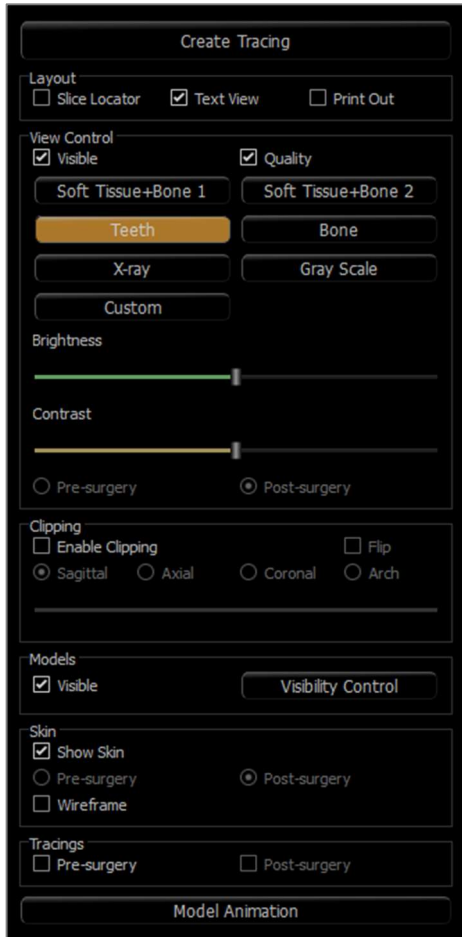 Create Tracing
Layout
Slice Locator Text View Print Out
View Control
Visible Quality
Soft Tissue+Bone 1 Soft Tissue+Bone 2
Teeth Bone
X-ray Gray Scale
Custom
Brightness
Contrast
Pre-surgery Post-surgery
Clipping
Enable Clipping Flip
Sagittal Axial Coronal Arch
Models
Visible Visibility Control
Skin
Show Skin
Pre-surgery Post-surgery
Wireframe
Tracings
Pre-surgery Post-surgery
Model Animation